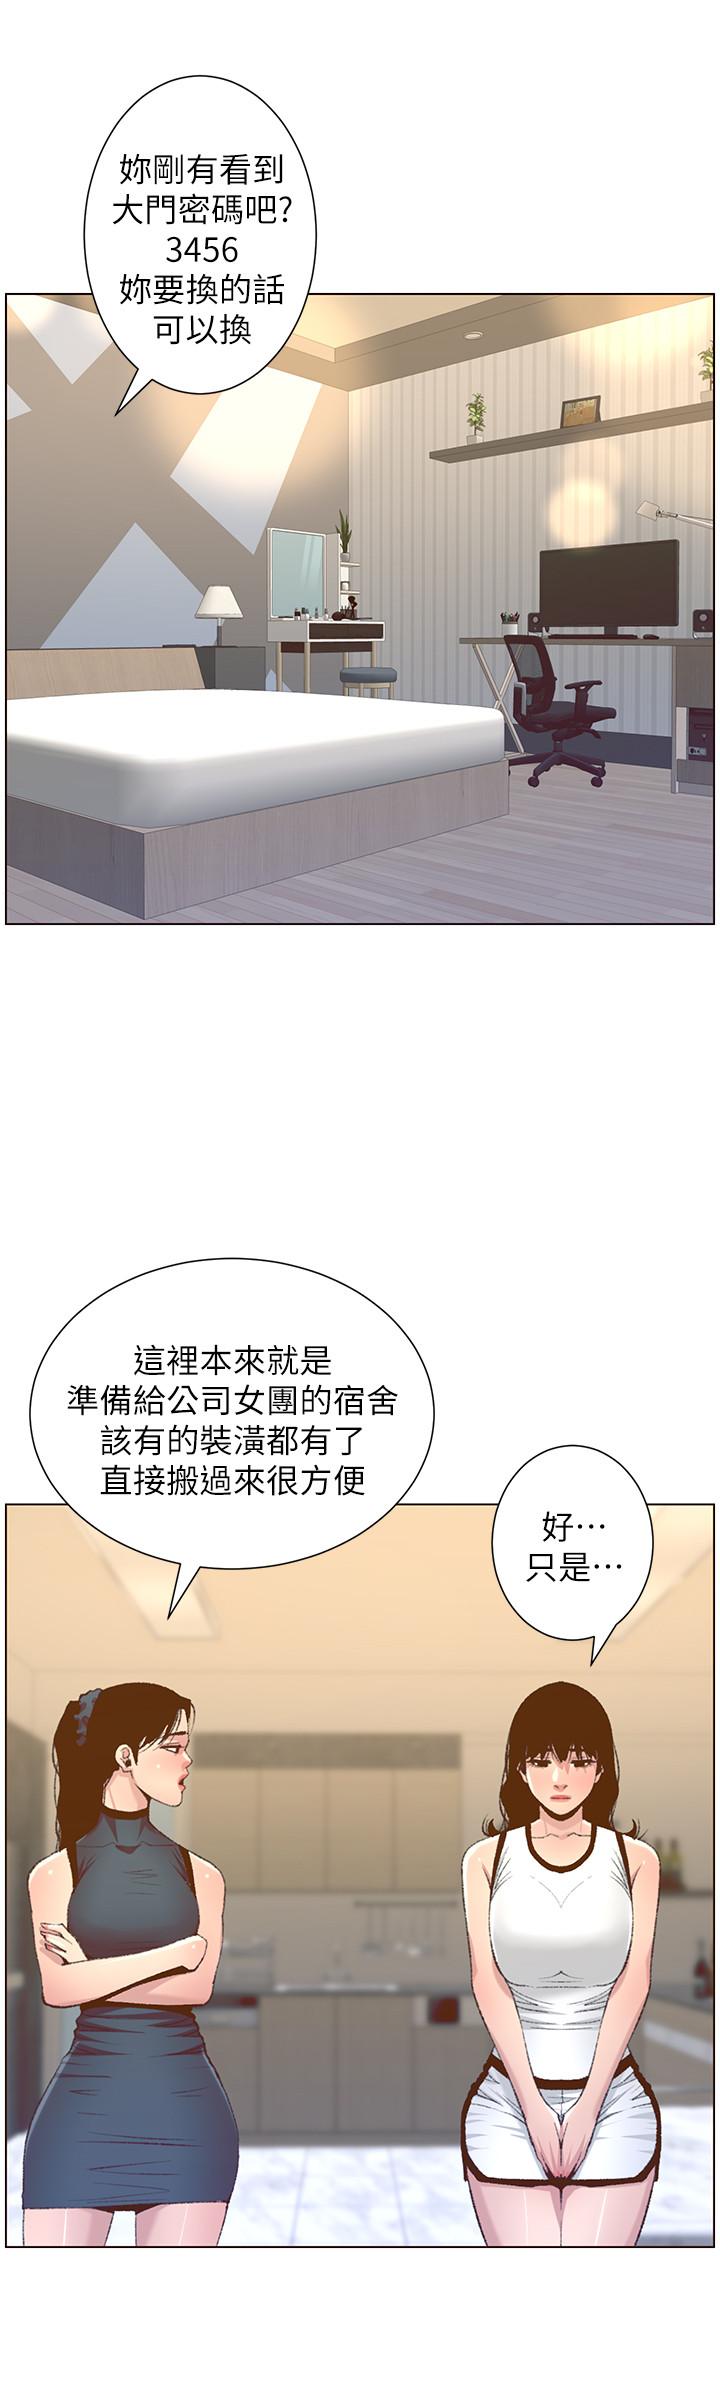 妳剛有看到
大門密碼吧?
3456
妳要換的話
可以換
這裡本來就是
準備給公司女團的宿舍
該有的裝潢都有了
直接搬過來很方便
好…
只是…